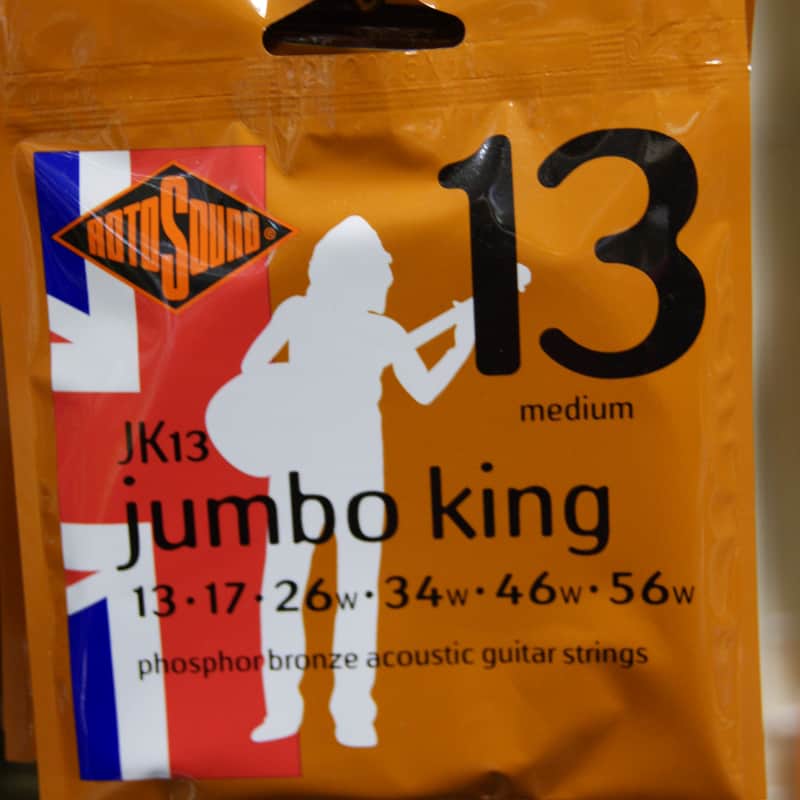 ROTOSOUND®
13
medium
JK13
jumbo king
13·17·26w·34w·46w·56w
phosphor bronze acoustic guitar strings